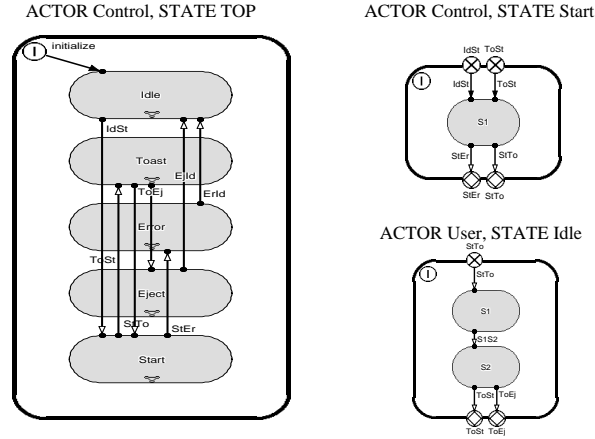 ACTOR Control, STATE TOP
I
initialize
Idle
IdSt
Toast
EjId
ToEj
ErId
Error
ToSt
Eject
StTo
StEr
Start
ACTOR Control, STATE Start
IdSt ToSt
I
IdSt ToSt
S1
StEr StTo
StEr StTo
ACTOR User, STATE Idle
StTo
I
StTo
S1
S1S2
S2
ToSt ToEj
ToSt ToEj